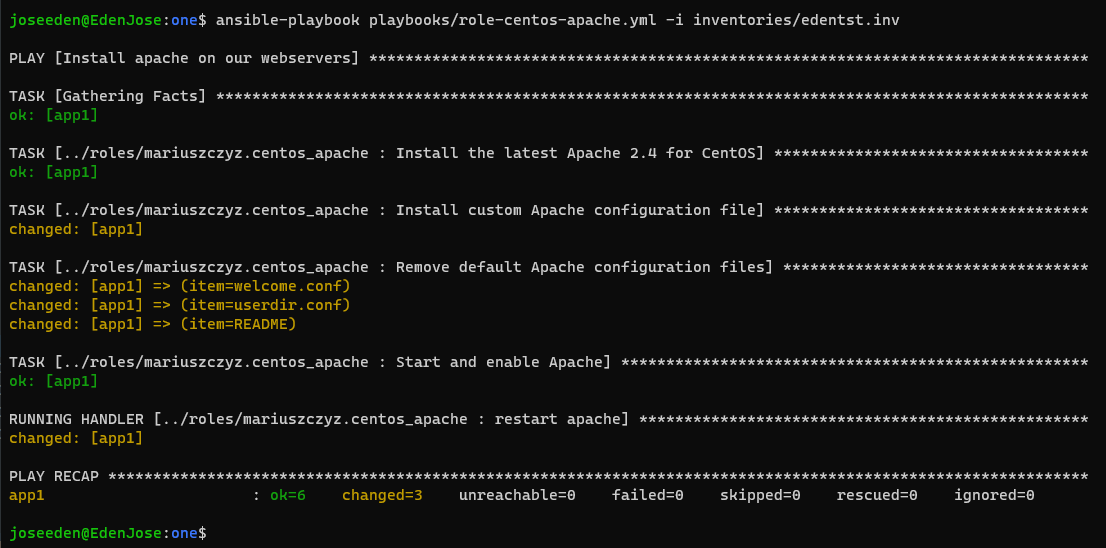 joseeden@EdenJose:one$ ansible-playbook playbooks/role-centos-apache.yml -i inventories/edentst.inv
PLAY [Install apache on our webservers] ********************************************************************************
TASK [Gathering Facts] *************************************************************************************************
ok: [app1]
TASK [../roles/mariuszczyz.centos_apache : Install the latest Apache 2.4 for CentOS] ***********************************
ok: [app1]
TASK [../roles/mariuszczyz.centos_apache : Install custom Apache configuration file] ***********************************
changed: [app1]
TASK [../roles/mariuszczyz.centos_apache : Remove default Apache configuration files] **********************************
changed: [app1] => (item=welcome.conf)
changed: [app1] => (item=userdir.conf)
changed: [app1] => (item=README)
TASK [../roles/mariuszczyz.centos_apache : Start and enable Apache] ****************************************************
ok: [app1]
RUNNING HANDLER [../roles/mariuszczyz.centos_apache : restart apache] **************************************************
changed: [app1]
PLAY RECAP *************************************************************************************************************
app1                       : ok=6    changed=3    unreachable=0    failed=0    skipped=0    rescued=0    ignored=0
joseeden@EdenJose:one$